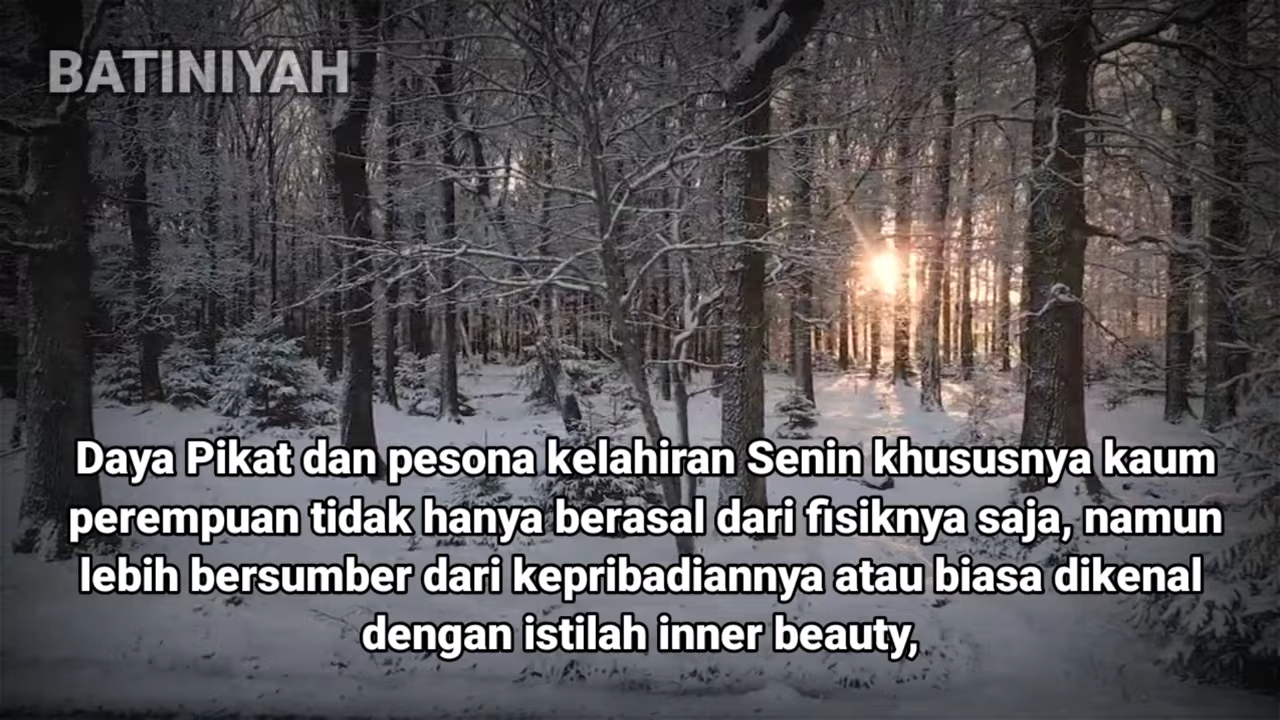 BATINIYAH
Daya Pikat dan pesona kelahiran Senin khususnya kaum
perempuan tidak hanya berasal dari fisiknya saja, namun
lebih bersumber dari kepribadiannya atau biasa dikenal
dengan istilah inner beauty,